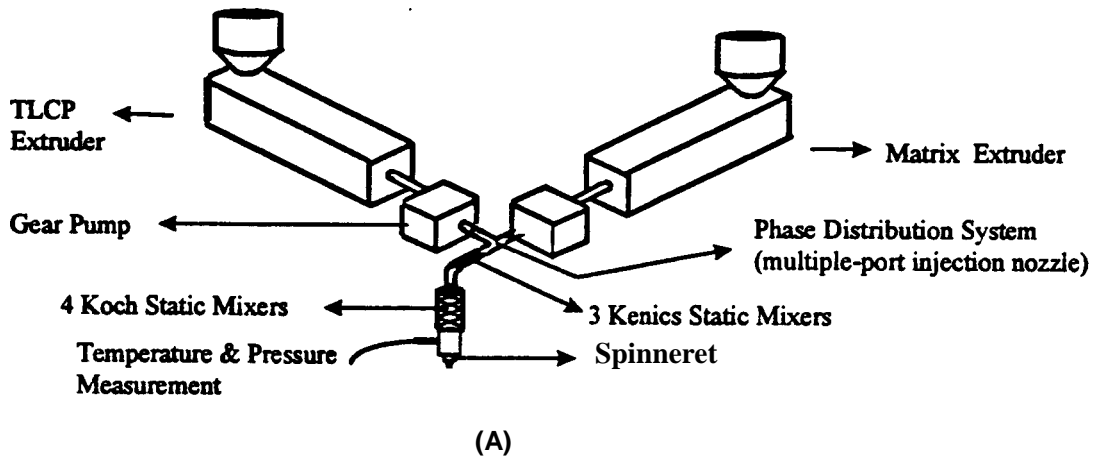 TLCP
Extruder
Matrix Extruder
Gear Pump
Phase Distribution System
(multiple-port injection nozzle)
4 Koch Static Mixers
3 Kenics Static Mixers
Temperature & Pressure
Measurement
Spinneret
(A)